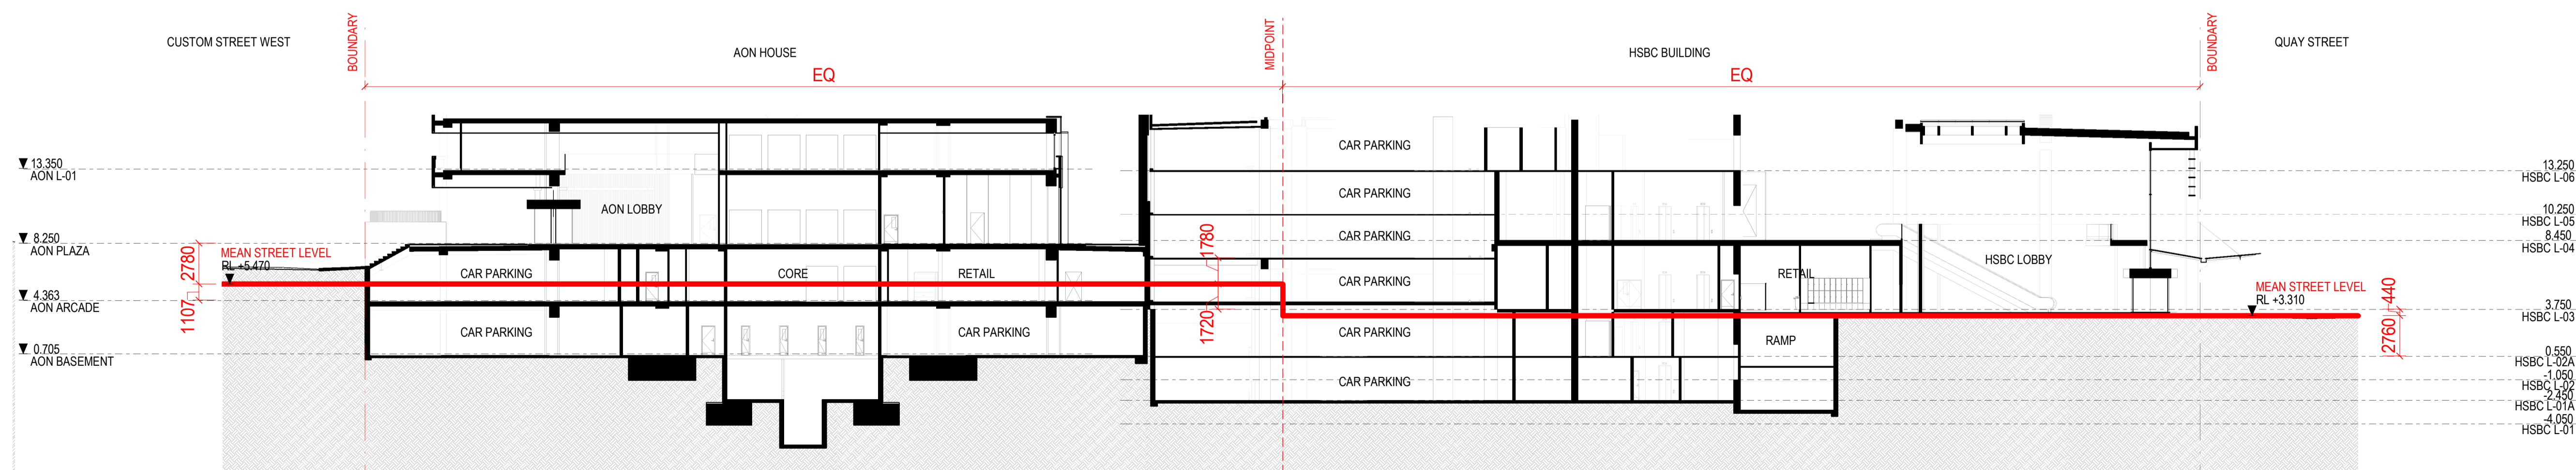 CUSTOM STREET WEST
BOUNDARY
AON HOUSE
EQ
MIDPOINT
HSBC BUILDING
EQ
BOUNDARY
QUAY STREET
13.350
AON L-01
8.250
AON PLAZA
4.363
AON ARCADE
0.705
AON BASEMENT
2780
1107
MEAN STREET LEVEL
RL +5.470
AON LOBBY
CAR PARKING
CORE
RETAIL
CAR PARKING
CAR PARKING
1780
1720
CAR PARKING
CAR PARKING
CAR PARKING
CAR PARKING
CAR PARKING
CAR PARKING
RETAIL
RAMP
HSBC LOBBY
MEAN STREET LEVEL
RL +3.310
440
2760
13.250
HSBC L-06
10.250
HSBC L-05
8.450
HSBC L-04
3.750
HSBC L-03
0.550
HSBC L-02A
-1.050
HSBC L-02
-2.450
HSBC L-01A
-4.050
HSBC L-01